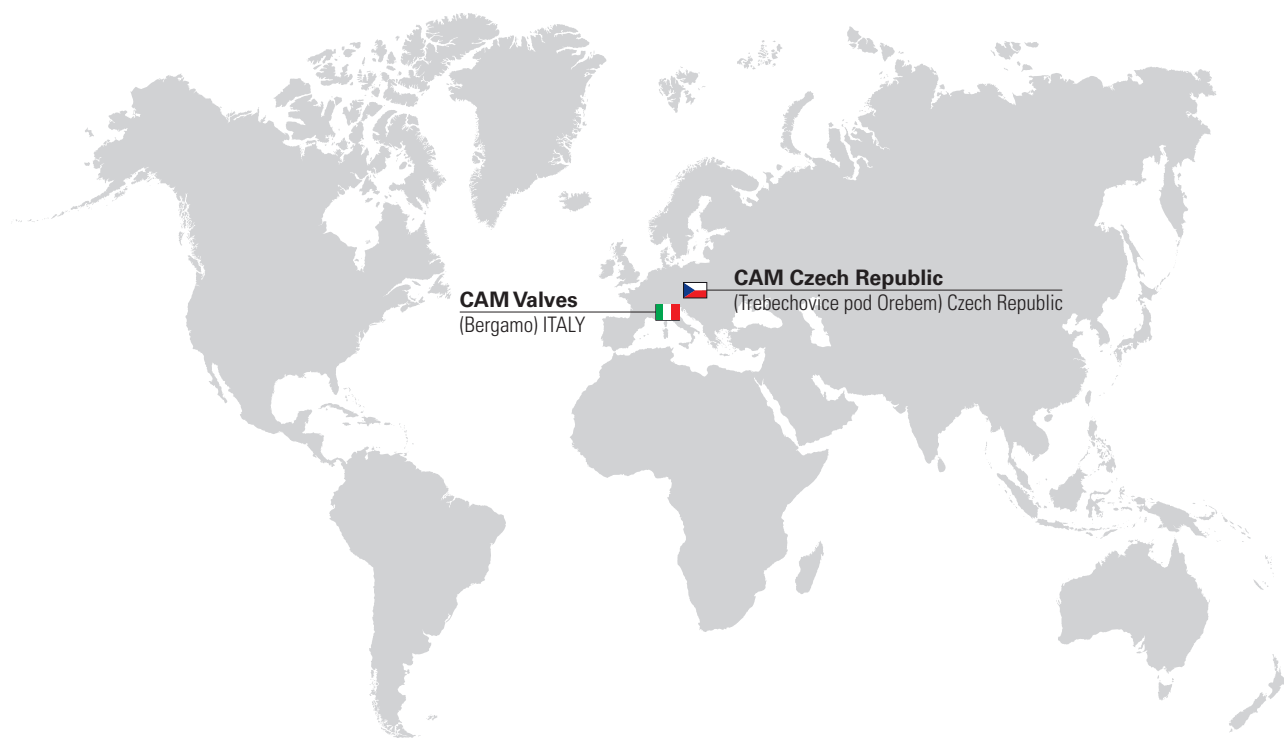 CAM Czech Republic
(Trebechovice pod Orebem) Czech Republic
CAM Valves
(Bergamo) ITALY